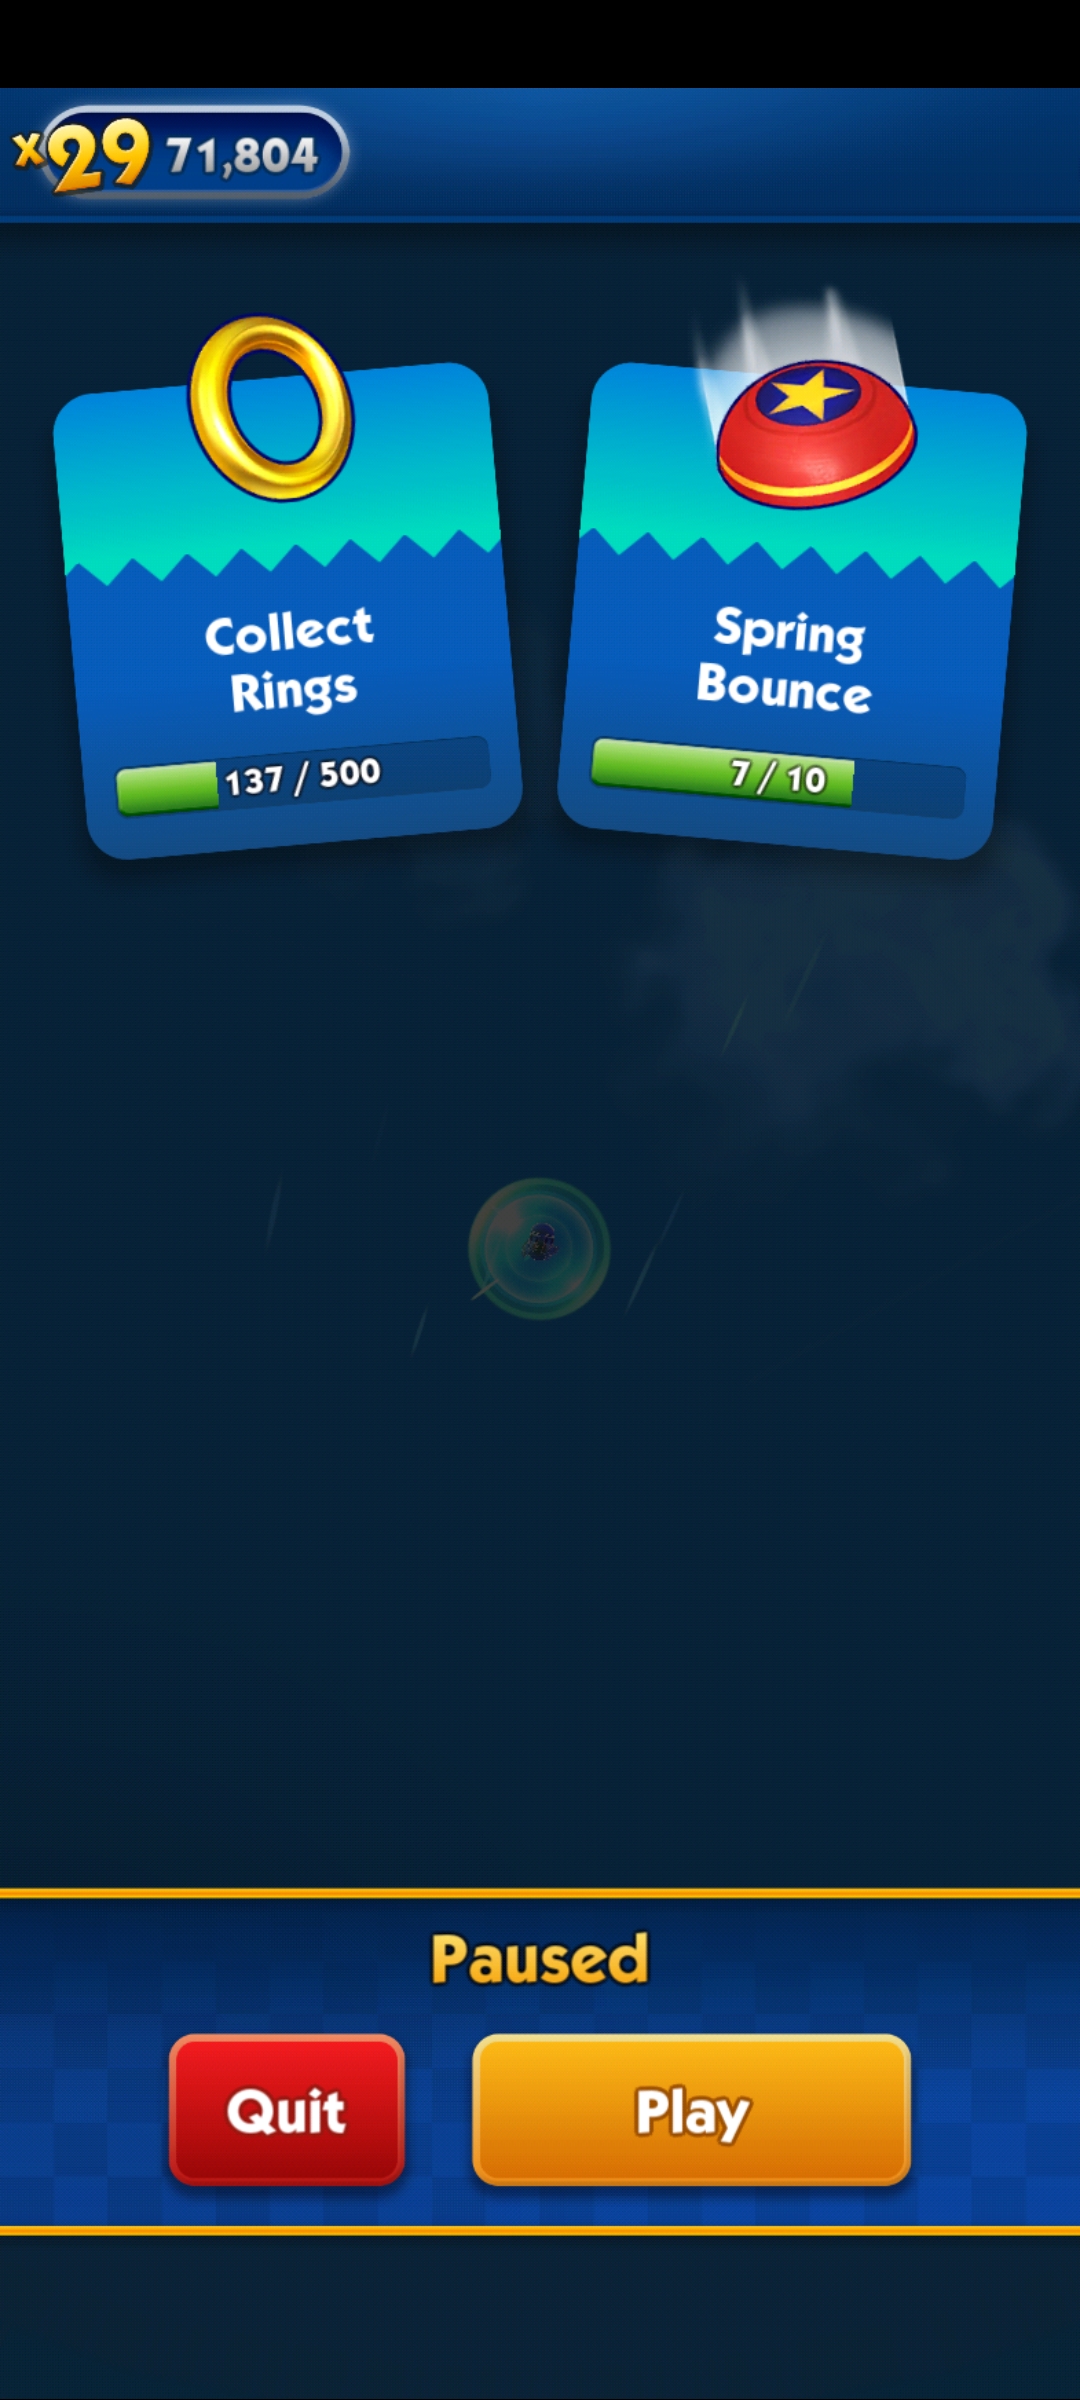 x29 71,804
Collect
Rings
137 / 500
Spring
Bounce
7 / 10
Paused
Quit
Play